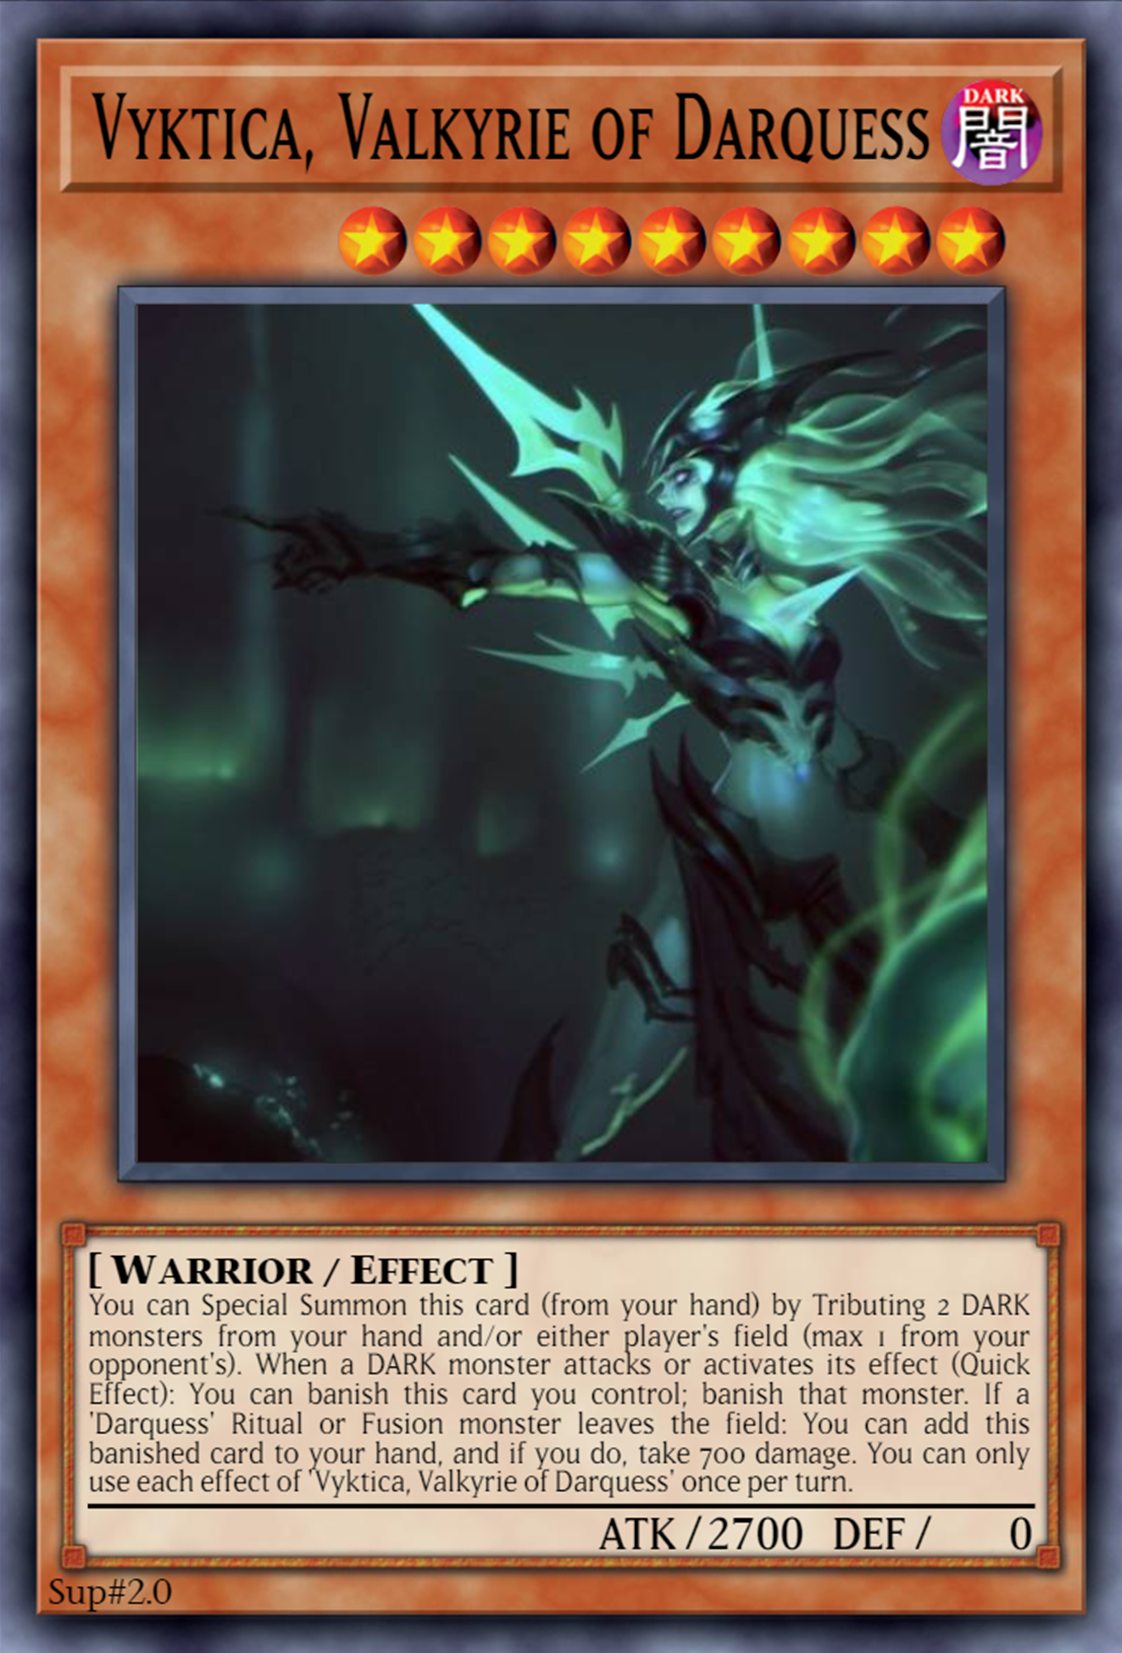 Vyktica, Valkyrie of Darquess
DARK
闇
[ Warrior / Effect ]
You can Special Summon this card (from your hand) by Tributing 2 DARK
monsters from your hand and/or either player's field (max 1 from your
opponent's). When a DARK monster attacks or activates its effect (Quick
Effect): You can banish this card you control; banish that monster. If a
'Darquess' Ritual or Fusion monster leaves the field: You can add this
banished card to your hand, and if you do, take 700 damage. You can only
use each effect of 'Vyktica, Valkyrie of Darquess' once per turn.
ATK / 2700 DEF / 0
Sup#2.0